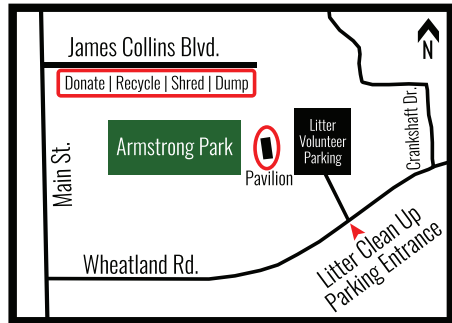 James Collins Blvd.
N
Donate | Recycle | Shred | Dump
Armstrong Park
Litter
Volunteer
Parking
Pavilion
Main St.
Crankshaft Dr.
Wheatland Rd.
Litter Clean Up
Parking Entrance